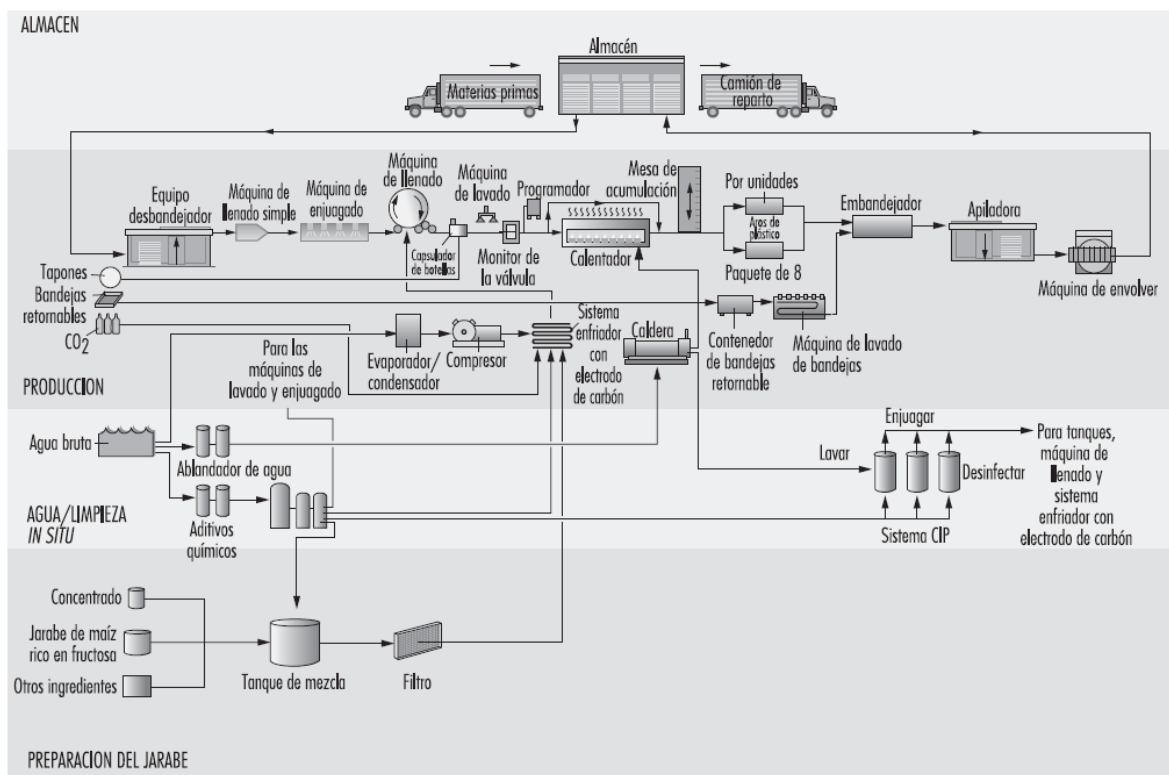 ALMACEN
Almacén
Materias primas
Camión de
reparto
Equipo
desbandejador
Máquina de
llenado simple
Máquina de
enjuagado
Máquina
de llenado
Máquina
de lavado
Programador
Mesa de
acumulación
Por unidades
Aros de
plástico
Paquete de 8
Embandejador
Apiladora
Capsulador
de botellas
Monitor de
la válvula
Calentador
Máquina de envolver
Tapones
Bandejas
retornables
CO2
Para las
máquinas de
lavado y enjuagado
Evaporador/
condensador
Compresor
Sistema
enfriador
con
electrodo
de carbón
Caldera
Contenedor
de bandejas
retornable
Máquina de lavado
de bandejas
PRODUCCION
Agua bruta
Ablandador de agua
Aditivos
químicos
Lavar
Enjuagar
Desinfectar
Sistema CIP
Para tanques,
máquina de
llenado y
sistema
enfriador con
electrodo de carbón
AGUA/LIMPIEZA
IN SITU
Concentrado
Jarabe de maíz
rico en fructosa
Otros ingredientes
Tanque de mezcla
Filtro
PREPARACION DEL JARABE